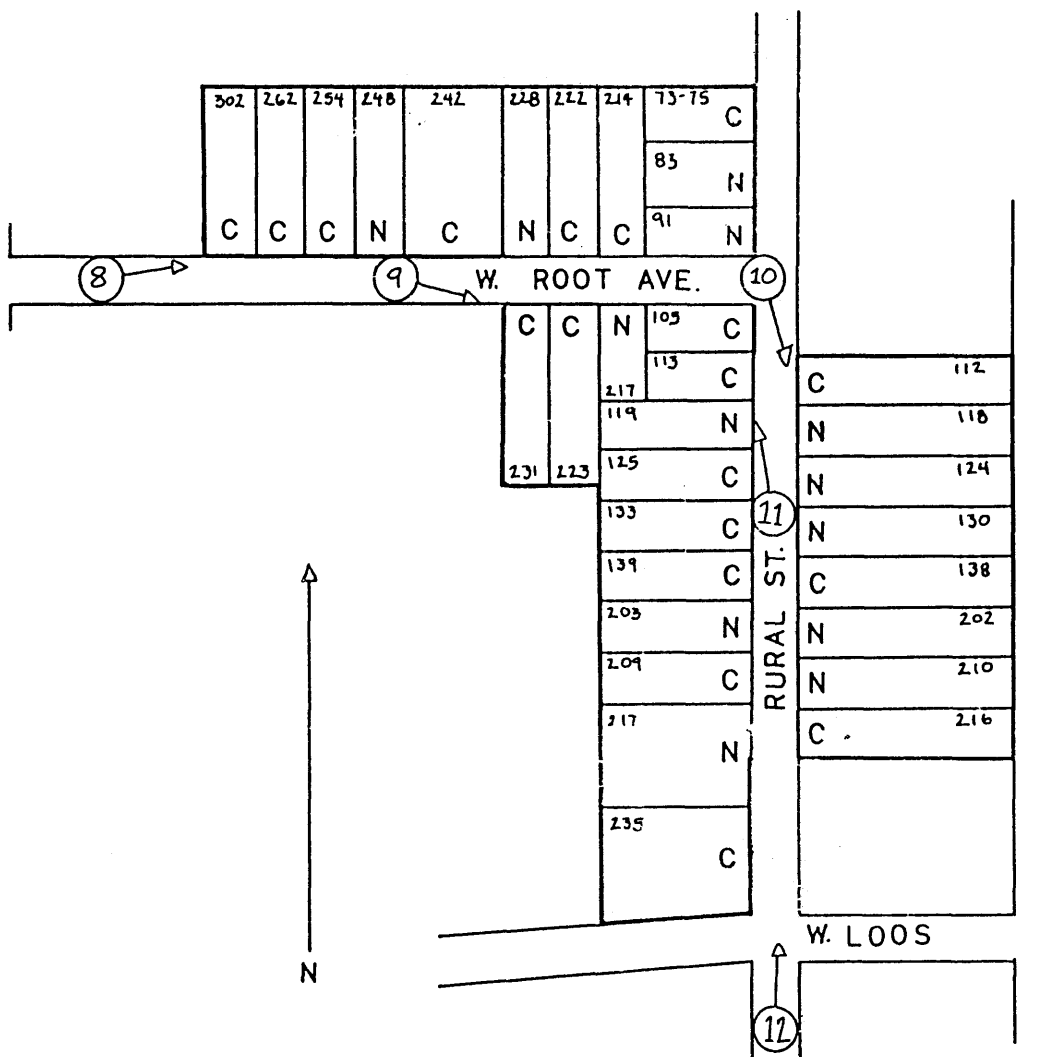 302 262 254 248 242 228 222 214 73-75
C
83
N
91
C C C N C N C C N
8 9 W. ROOT AVE. 10
C C N 105 C
113 C
112
C
217
119 N
118
N
231 223
125 C
124
N
11
133 C
130
N
139 C
138
C
203 N
202
N
209 C
210
N
217 N
216
C
RURAL ST.
235
C
W. LOOS
N
12